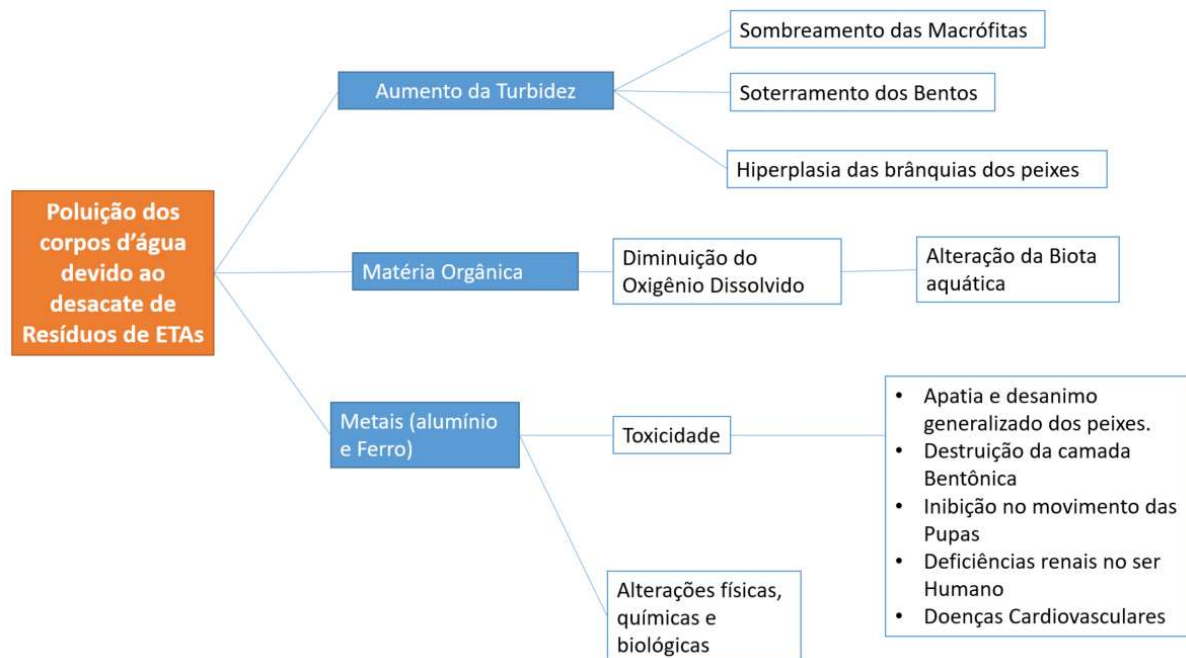 Poluição dos
corpos d’água
devido ao
desacate de
Resíduos de ETAs
Aumento da Turbidez
Sombreamento das Macrófitas
Soterramento dos Bentos
Hiperplasia das brânquias dos peixes
Matéria Orgânica
Diminuição do
Oxigênio Dissolvido
Alteração da Biota
aquática
Metais (alumínio
e Ferro)
Toxicidade
• Apatia e desanimo
generalizado dos peixes.
• Destruição da camada
Bentônica
• Inibição no movimento das
Pupas
• Deficiências renais no ser
Humano
• Doenças Cardiovasculares
Alterações físicas,
químicas e
biológicas